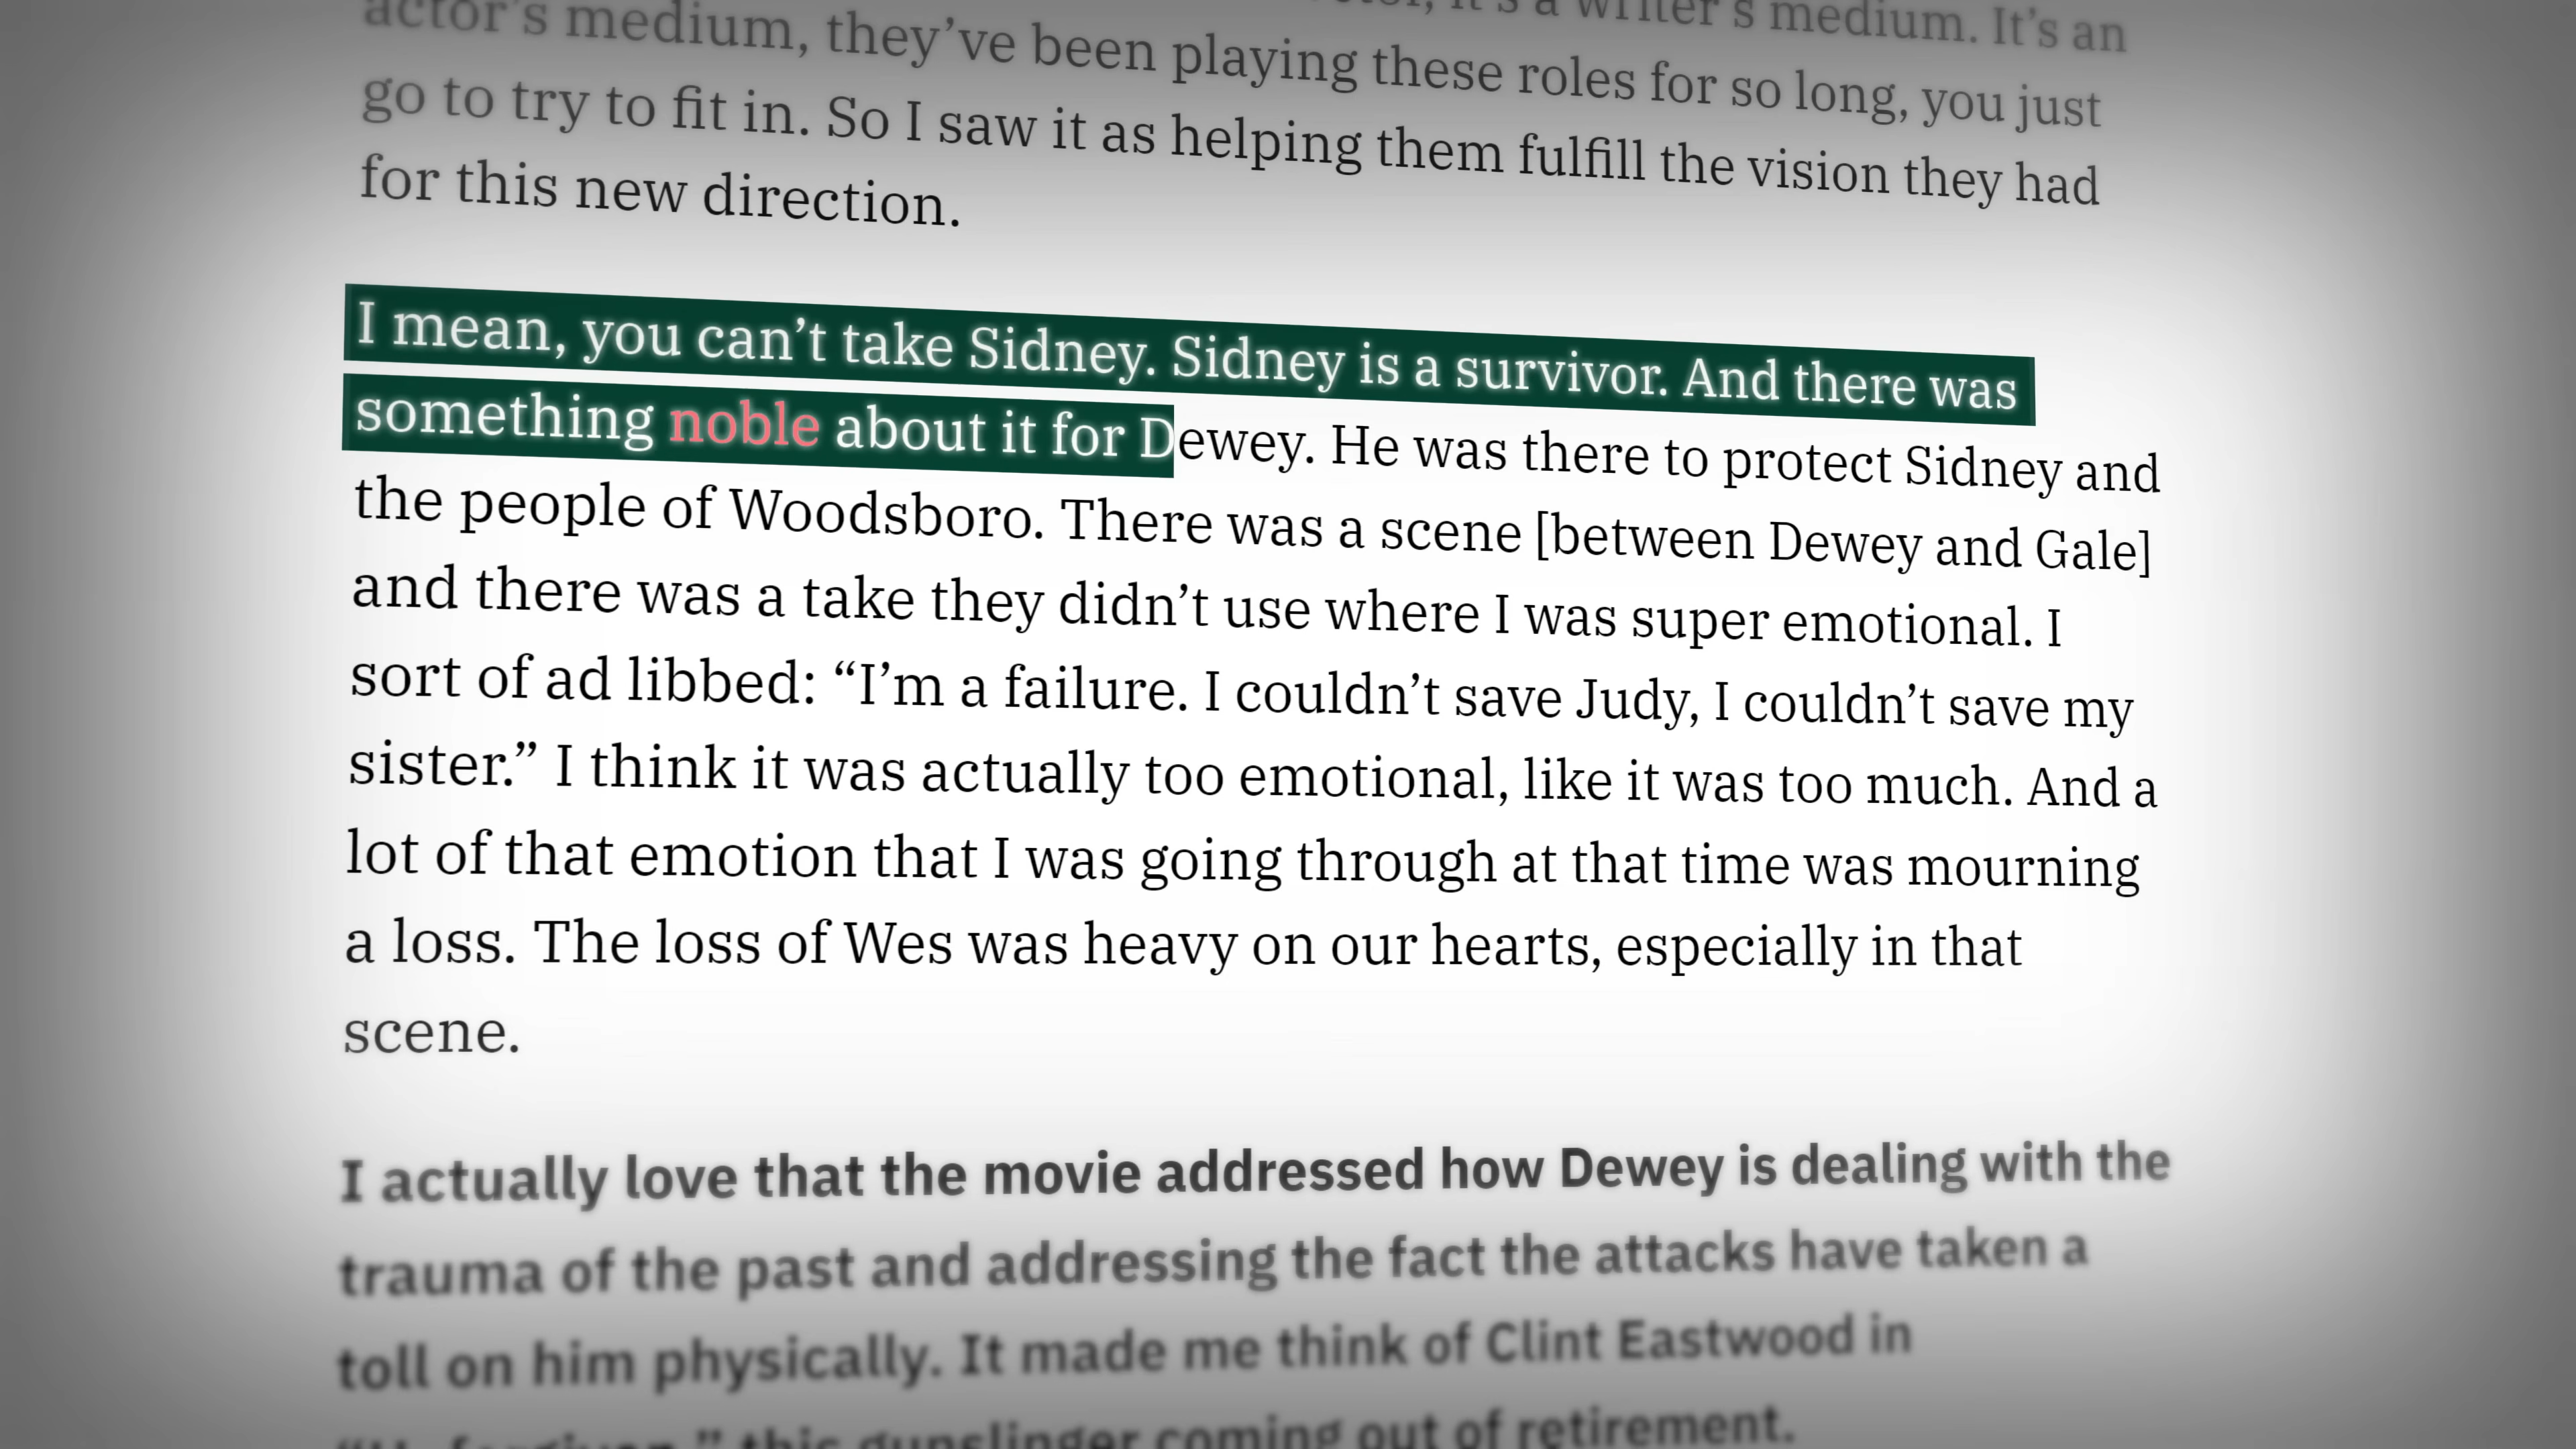 it's a writer's medium. It's an
actor's medium, they've been playing these roles for so long, you just
go to try to fit in. So I saw it as helping them fulfill the vision they had
for this new direction.
I mean, you can't take Sidney. Sidney is a survivor. And there was
something noble about it for Dewey. He was there to protect Sidney and
the people of Woodsboro. There was a scene [between Dewey and Gale]
and there was a take they didn't use where I was super emotional. I
sort of ad libbed: “I'm a failure. I couldn't save Judy, I couldn't save my
sister.” I think it was actually too emotional, like it was too much. And a
lot of that emotion that I was going through at that time was mourning
a loss. The loss of Wes was heavy on our hearts, especially in that
scene.
I actually love that the movie addressed how Dewey is dealing with the
trauma of the past and addressing the fact the attacks have taken a
toll on him physically. It made me think of Clint Eastwood in
this gunslinger coming out of retirement.